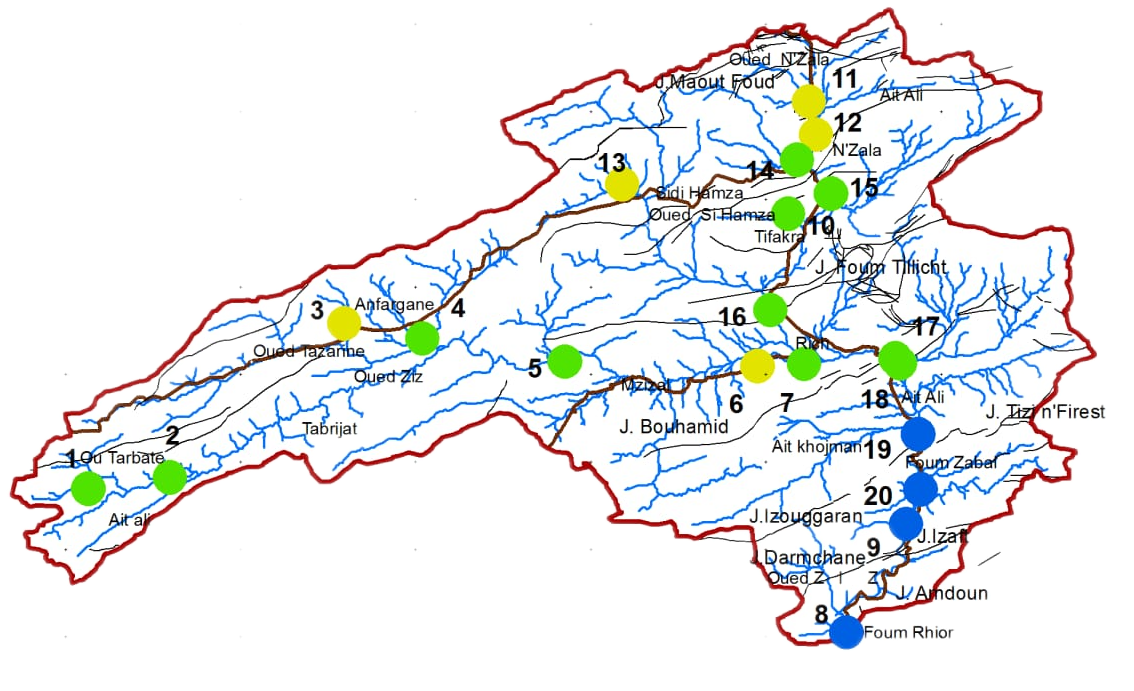 Oued N'Zala
11
J.Maout Foud
Ait Ali
12
N'Zala
13
14
15
Sidi Hamza
Oued Si Hamza
10
Tifakra
J. Foum Tillicht
3
Anfargane
4
16
17
Rich
Oued Tazarine
5
Oued Ziz
Mzizal
6
7
18
Ait Ali
J. Tizi n'Firest
2
Tabrijat
J. Bouhamid
1
Ou Tarbate
Ait khojman
19
Foum Zabal
20
Ait ali
J.Izouggaran
9
J.Izaft
J.Darmchane
Oued Z I Z
J. Amdoun
8
Foum Rhior